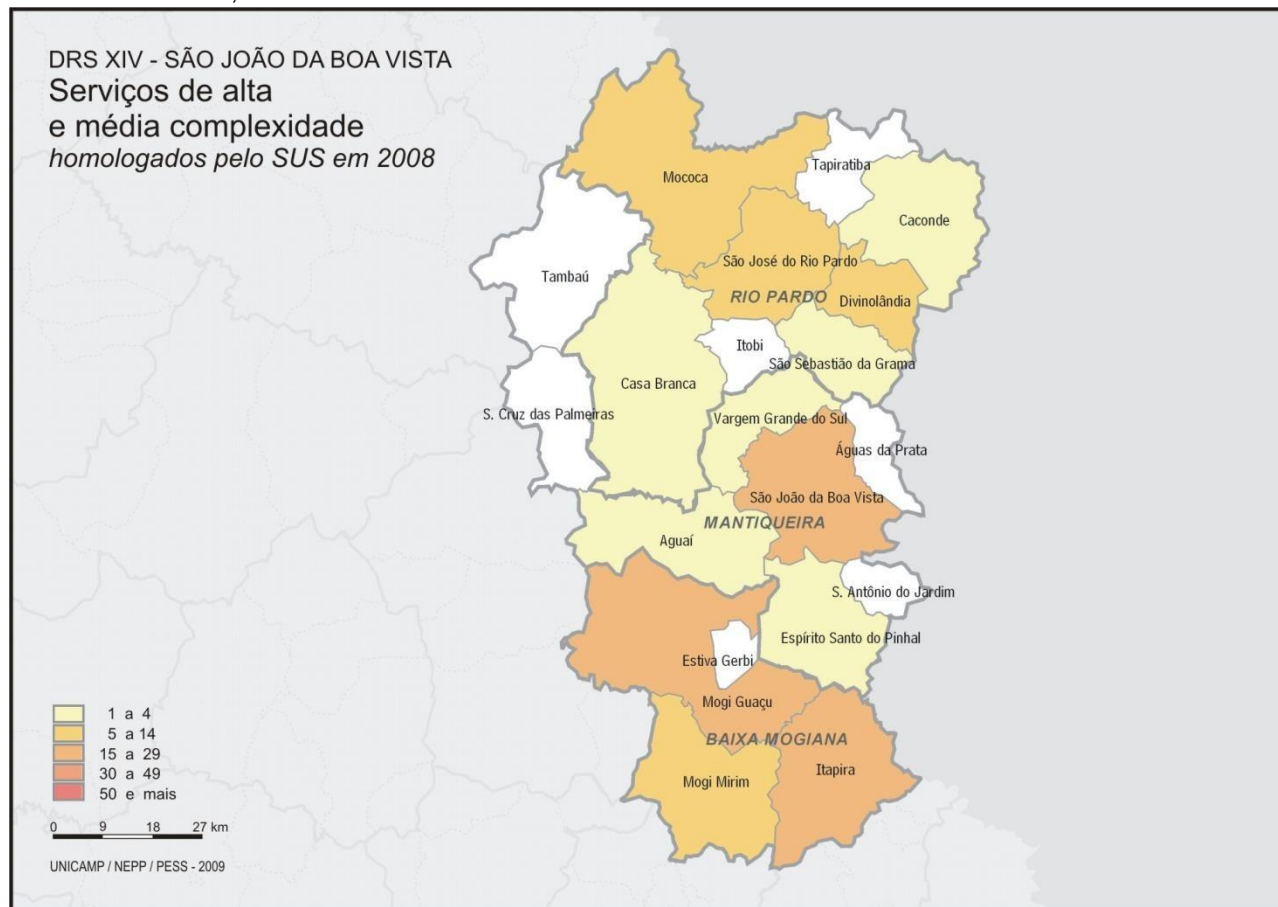 DRS XIV - SÃO JOÃO DA BOA VISTA
Serviços de alta
e média complexidade
homologados pelo SUS em 2008
Tapiratiba
Mococa
Caconde
São José do Rio Pardo
Tambaú
RIO PARDO
Divinolândia
Itobi
São Sebastião da Grama
Casa Branca
S. Cruz das Palmeiras
Vargem Grande do Sul
Águas da Prata
São João da Boa Vista
MANTIQUEIRA
Aguaí
S. Antônio do Jardim
Espírito Santo do Pinhal
Estiva Gerbi
Mogi Guaçu
BAIXA MOGIANA
Itapira
Mogi Mirim
1 a 4
5 a 14
15 a 29
30 a 49
50 e mais
0 9 18 27 km
UNICAMP / NEPP / PESS - 2009